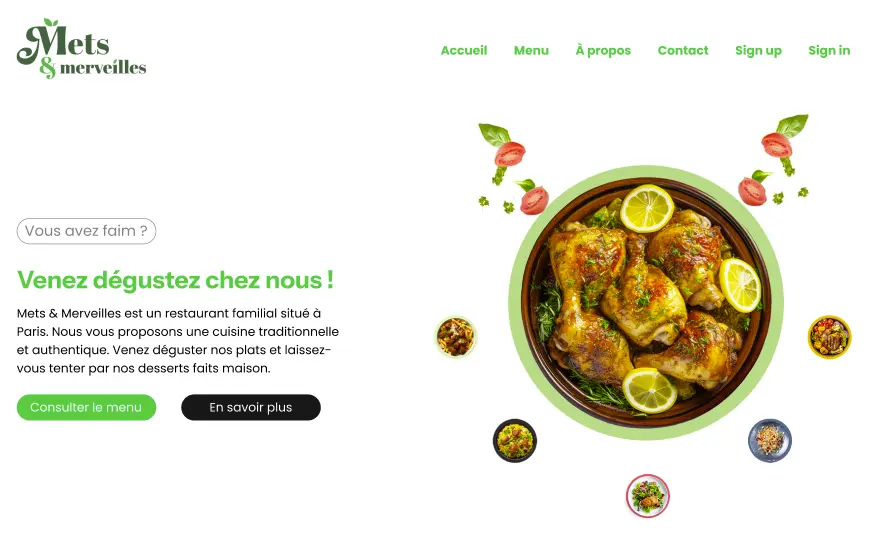 Mets
& merveilles
Accueil Menu À propos Contact Sign up Sign in
Vous avez faim ?
Venez dégustez chez nous !
Mets & Merveilles est un restaurant familial situé à
Paris. Nous vous proposons une cuisine traditionnelle
et authentique. Venez déguster nos plats et laissez-
vous tenter par nos desserts faits maison.
Consulter le menu En savoir plus